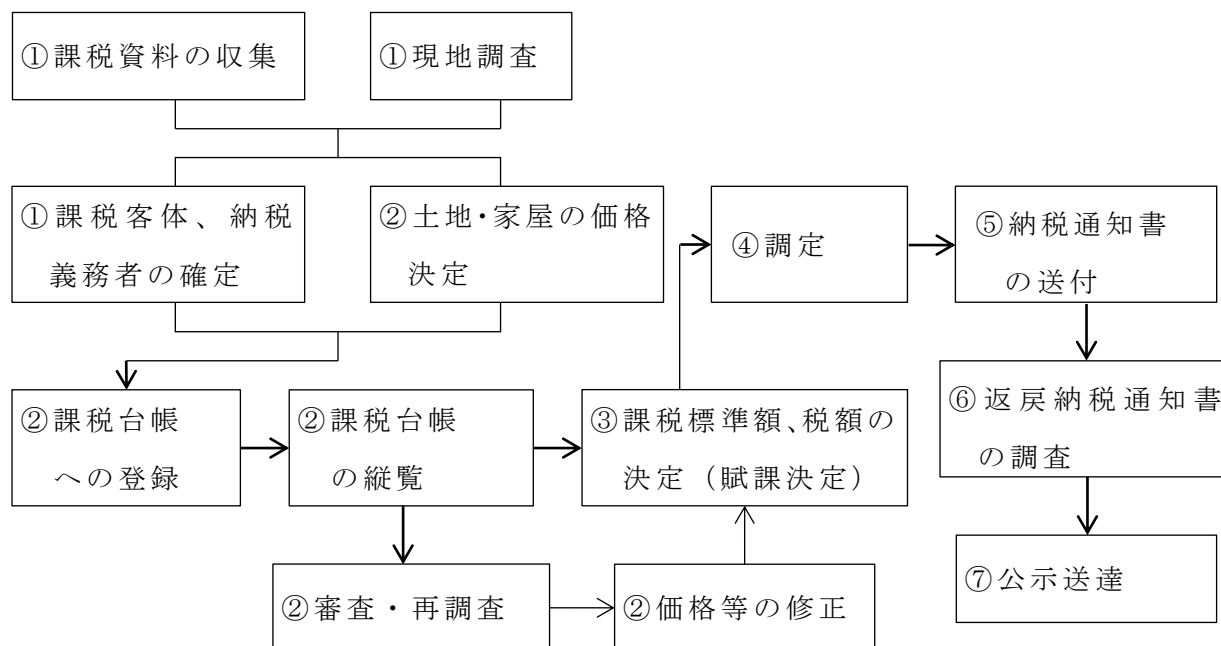 ①課税資料の収集
①現地調査
①課税客体、納税
義務者の確定
②土地・家屋の価格
決定
④調定
⑤納税通知書
の送付
②課税台帳
への登録
②課税台帳
の縦覧
③課税標準額、税額の
決定（賦課決定）
⑥返戻納税通知書
の調査
②審査・再調査
②価格等の修正
⑦公示送達